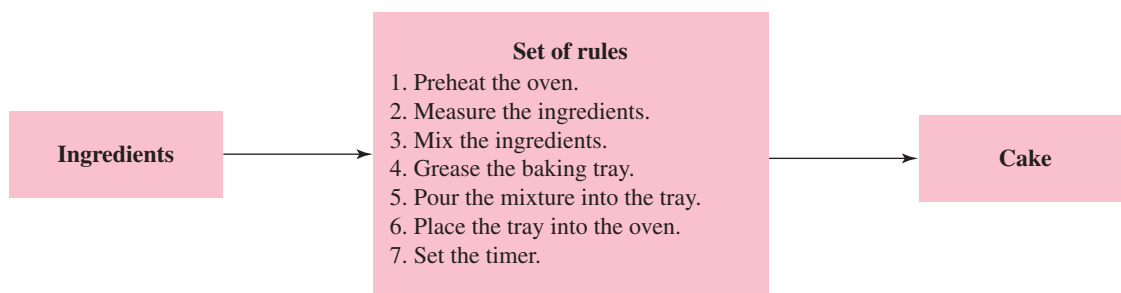 Ingredients
Set of rules
1. Preheat the oven.
2. Measure the ingredients.
3. Mix the ingredients.
4. Grease the baking tray.
5. Pour the mixture into the tray.
6. Place the tray into the oven.
7. Set the timer.
Cake